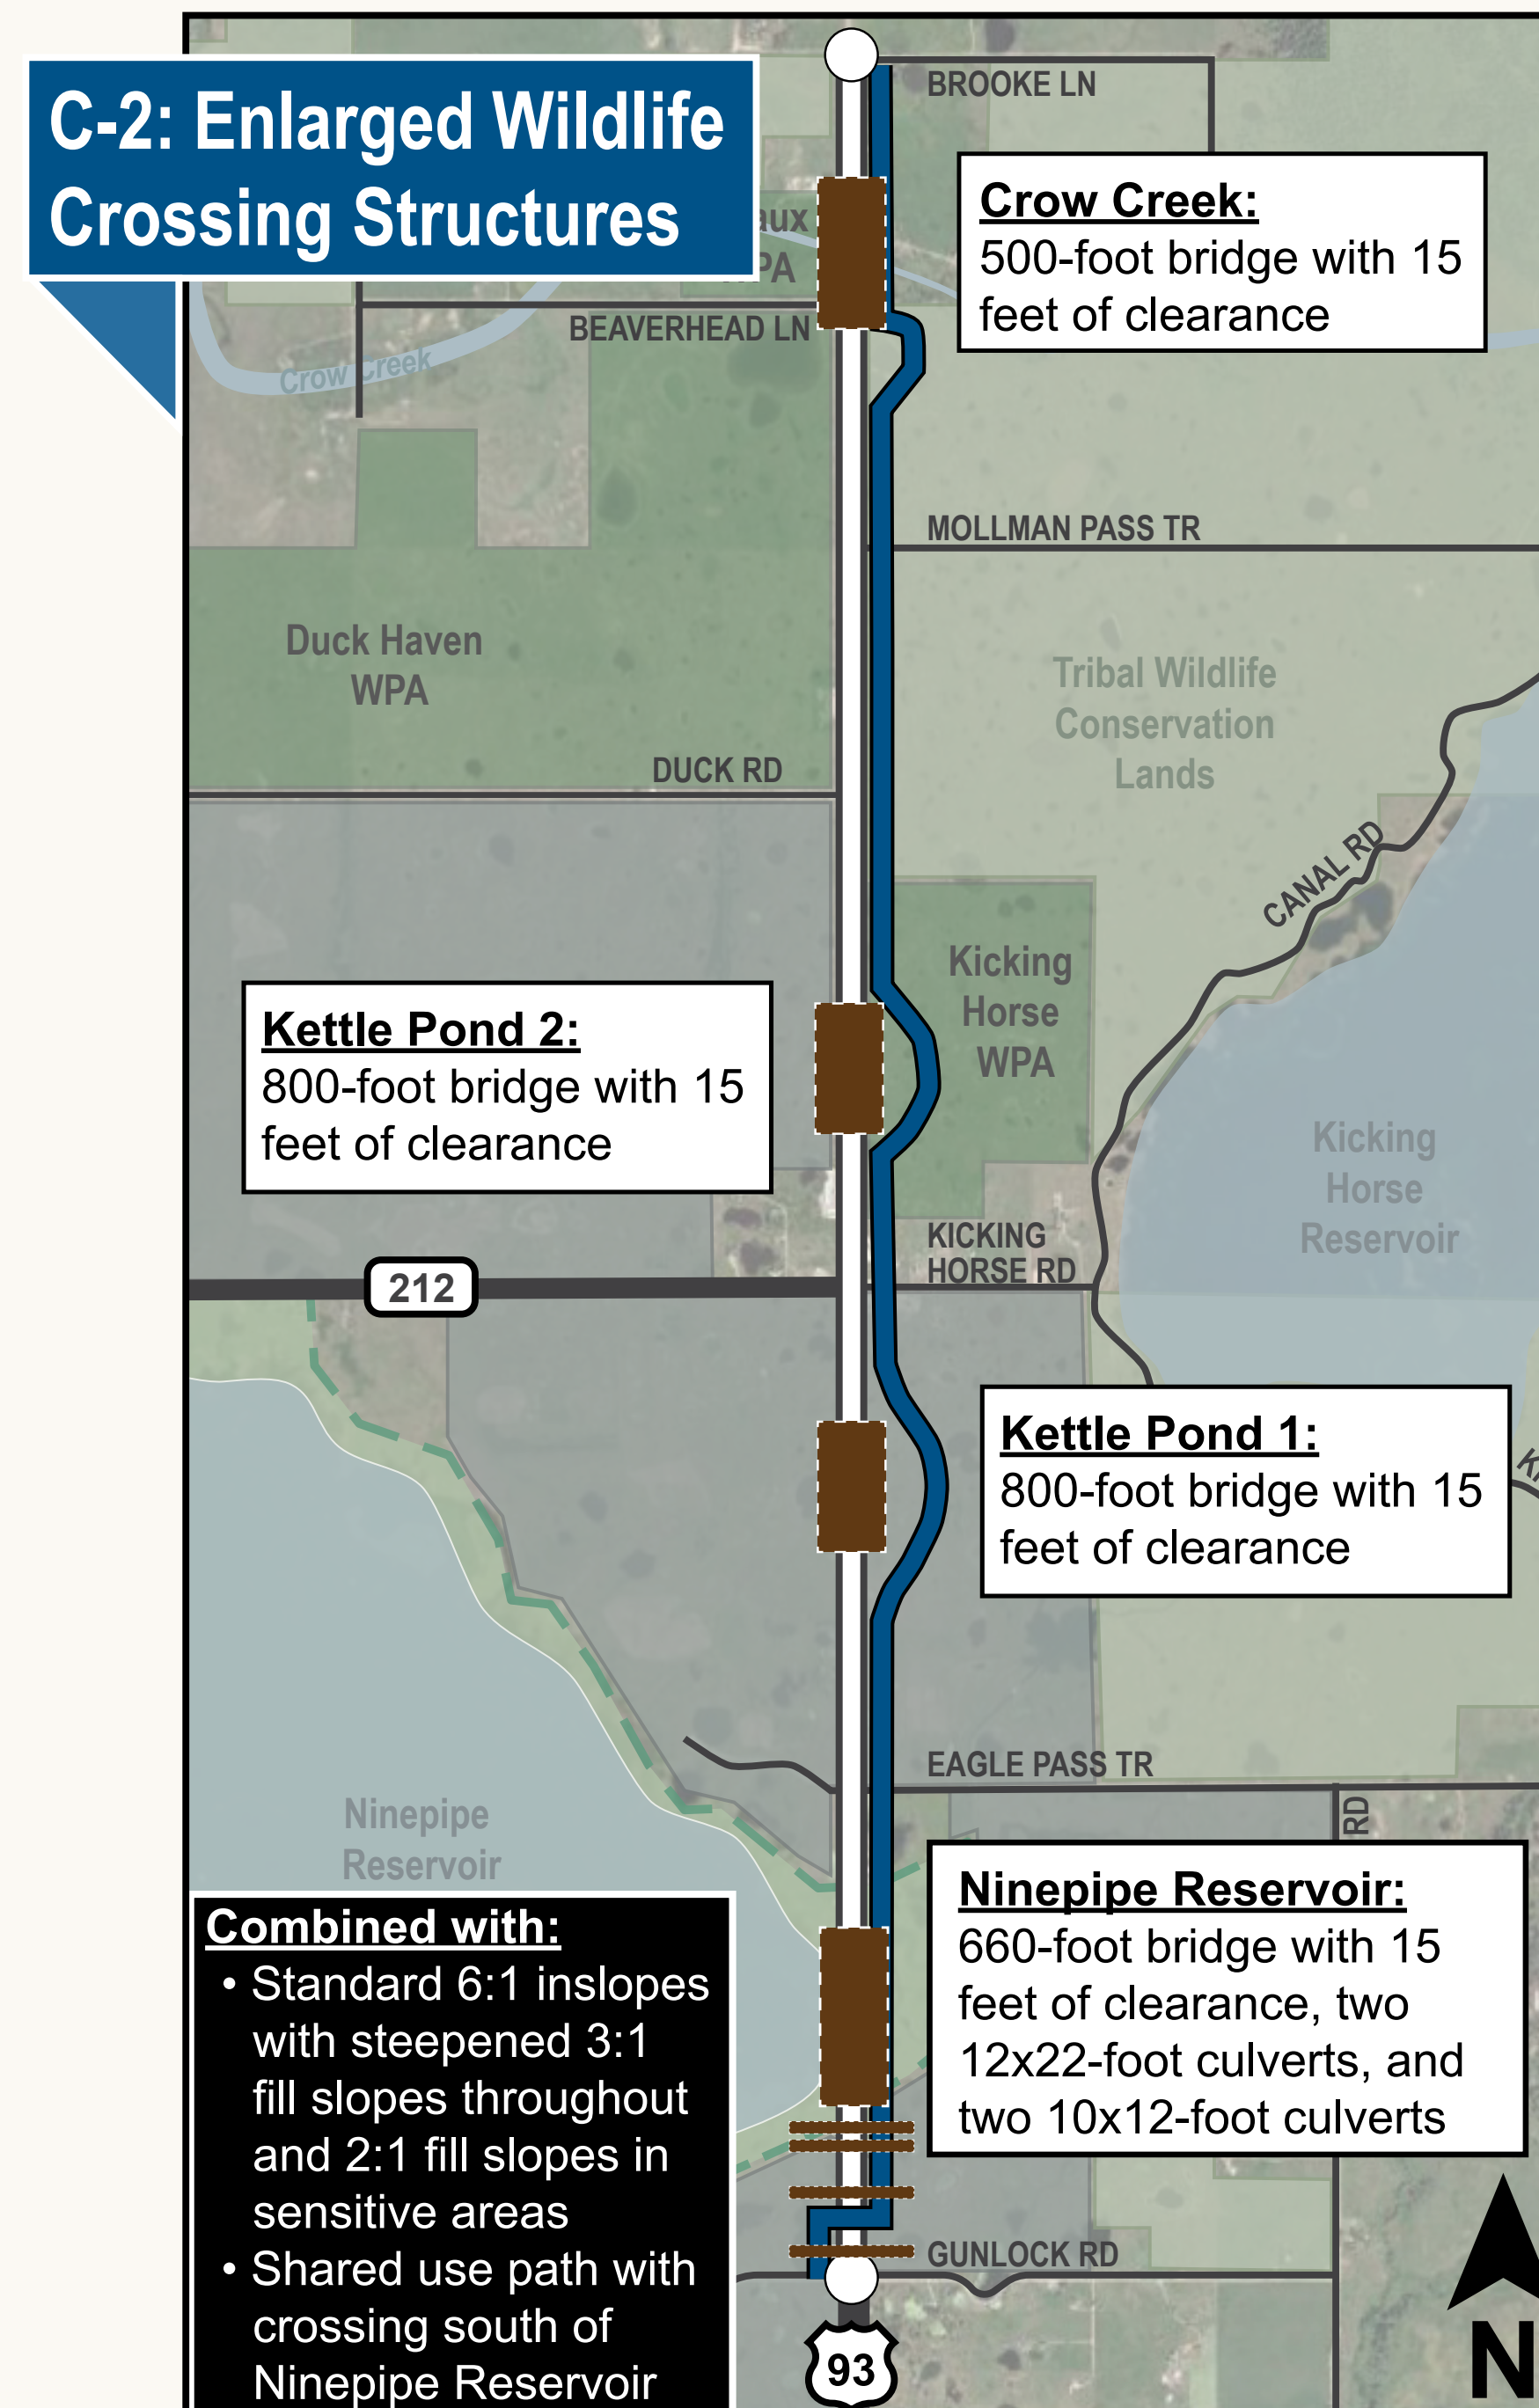 C-2: Enlarged Wildlife
Crossing Structures
BROOKE LN
Crow Creek:
500-foot bridge with 15
feet of clearance
BEAVERHEAD LN
Crow Creek
MOLLMAN PASS TR
Duck Haven
WPA
Tribal Wildlife
Conservation
Lands
DUCK RD
CANAL RD
Kicking
Horse
WPA
Kettle Pond 2:
800-foot bridge with 15
feet of clearance
Kicking
Horse
Reservoir
KICKING
HORSE RD
212
Kettle Pond 1:
800-foot bridge with 15
feet of clearance
EAGLE PASS TR
RD
Ninepipe
Reservoir
Ninepipe Reservoir:
660-foot bridge with 15
feet of clearance, two
12x22-foot culverts, and
two 10x12-foot culverts
Combined with:
• Standard 6:1 inslopes
with steepened 3:1
fill slopes throughout
and 2:1 fill slopes in
sensitive areas
• Shared use path with
crossing south of
Ninepipe Reservoir
GUNLOCK RD
93
N